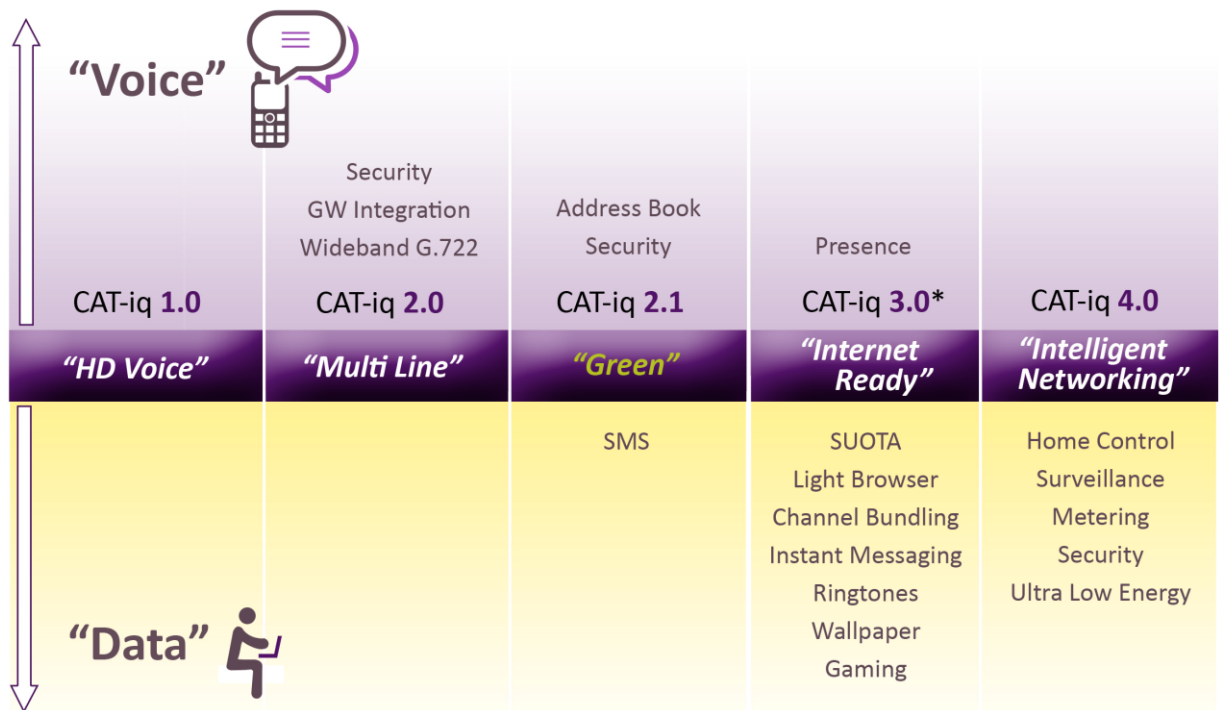 “Voice”
Security
GW Integration
Wideband G.722
Address Book
Security
Presence
CAT-iq 1.0
CAT-iq 2.0
CAT-iq 2.1
CAT-iq 3.0*
CAT-iq 4.0
“HD Voice”
“Multi Line”
“Green”
“Internet
Ready”
“Intelligent
Networking”
SMS
SUOTA
Light Browser
Channel Bundling
Instant Messaging
Ringtones
Wallpaper
Gaming
Home Control
Surveillance
Metering
Security
Ultra Low Energy
“Data”